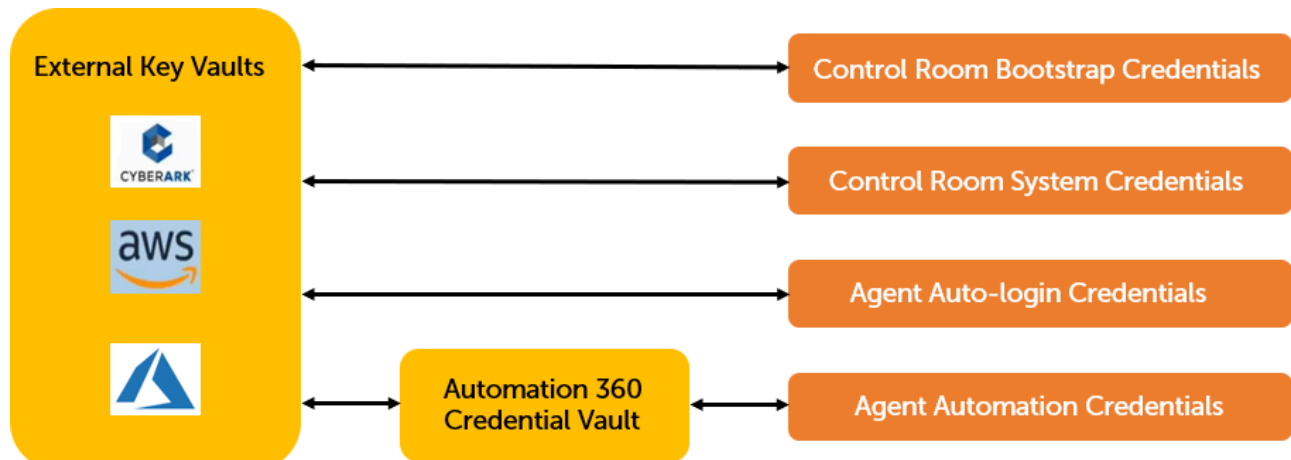 External Key Vaults
Control Room Bootstrap Credentials
CYBERARK®
Control Room System Credentials
aws
Agent Auto-login Credentials
Automation 360
Credential Vault
Agent Automation Credentials